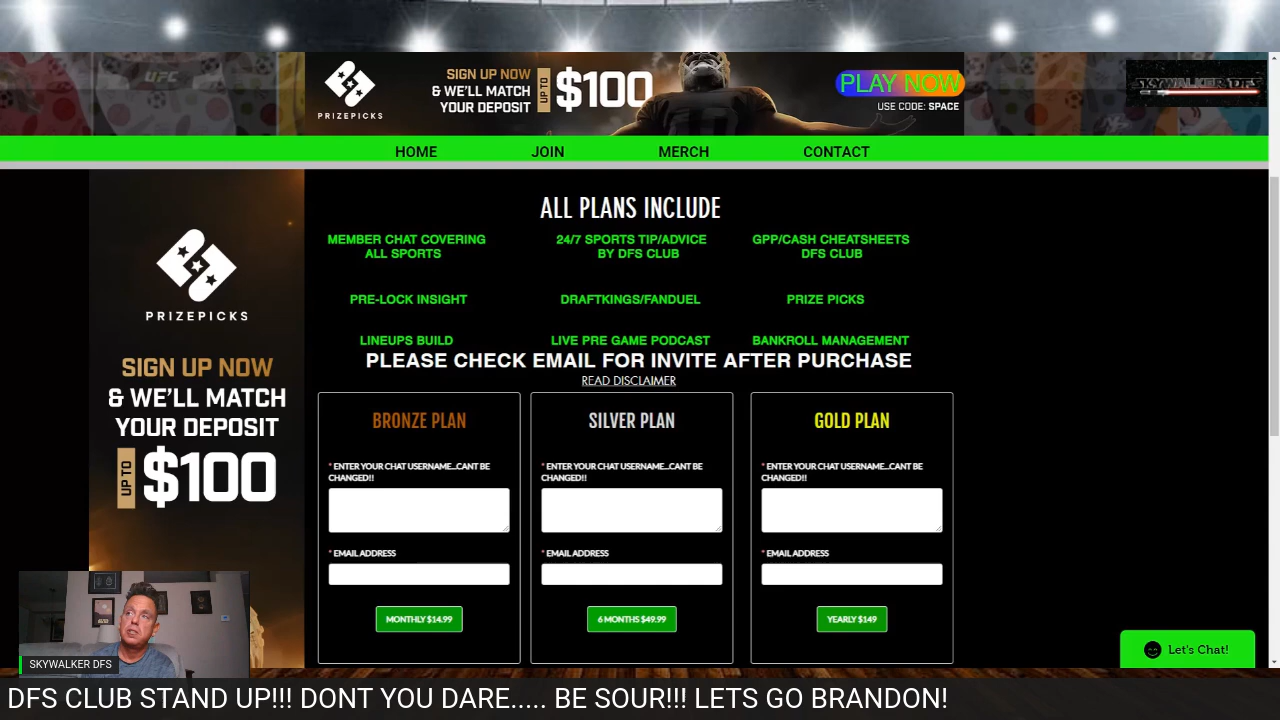 UFC
SIGN UP NOW
& WE'LL MATCH
YOUR DEPOSIT
UP TO
$100
PLAY NOW
USE CODE: SPACE
PRIZEPICKS
SKYWALKER DFS
HOME
JOIN
MERCH
CONTACT
ALL PLANS INCLUDE
MEMBER CHAT COVERING
ALL SPORTS
24/7 SPORTS TIP/ADVICE
BY DFS CLUB
GPP/CASH CHEATSHEETS
DFS CLUB
PRE-LOCK INSIGHT
DRAFTKINGS/FANDUEL
PRIZE PICKS
LINEUPS BUILD
LIVE PRE GAME PODCAST
BANKROLL MANAGEMENT
PLEASE CHECK EMAIL FOR INVITE AFTER PURCHASE
READ DISCLAIMER
PRIZEPICKS
SIGN UP NOW
& WE'LL MATCH
YOUR DEPOSIT
UP TO
$100
BRONZE PLAN
* ENTER YOUR CHAT USERNAME...CANT BE
CHANGED!!
* EMAIL ADDRESS
MONTHLY $14.99
SILVER PLAN
* ENTER YOUR CHAT USERNAME...CANT BE
CHANGED!!
* EMAIL ADDRESS
6 MONTHS $49.99
GOLD PLAN
* ENTER YOUR CHAT USERNAME...CANT BE
CHANGED!!
* EMAIL ADDRESS
YEARLY $149
Let's Chat!
SKYWALKER DFS
DFS CLUB STAND UP!!! DONT YOU DARE..... BE SOUR!!! LETS GO BRANDON!